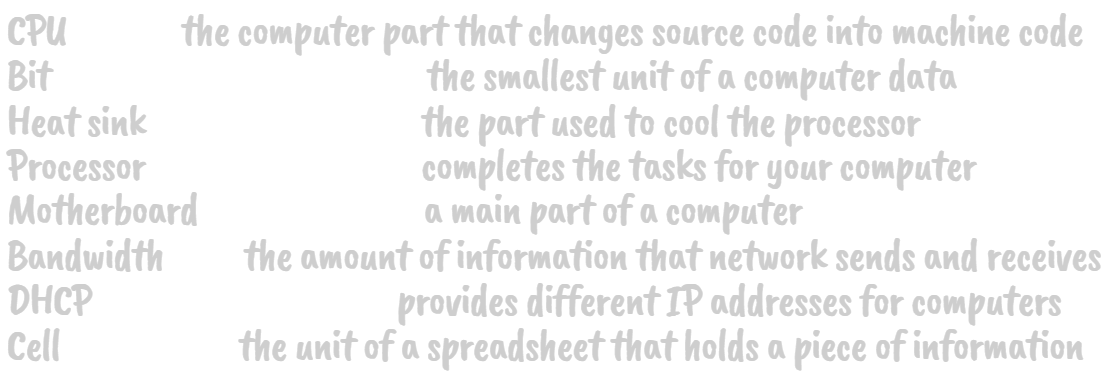 CPU the computer part that changes source code into machine code
Bit the smallest unit of a computer data
Heat sink the part used to cool the processor
Processor completes the tasks for your computer
Motherboard a main part of a computer
Bandwidth the amount of information that network sends and receives
DHCP provides different IP addresses for computers
Cell the unit of a spreadsheet that holds a piece of information